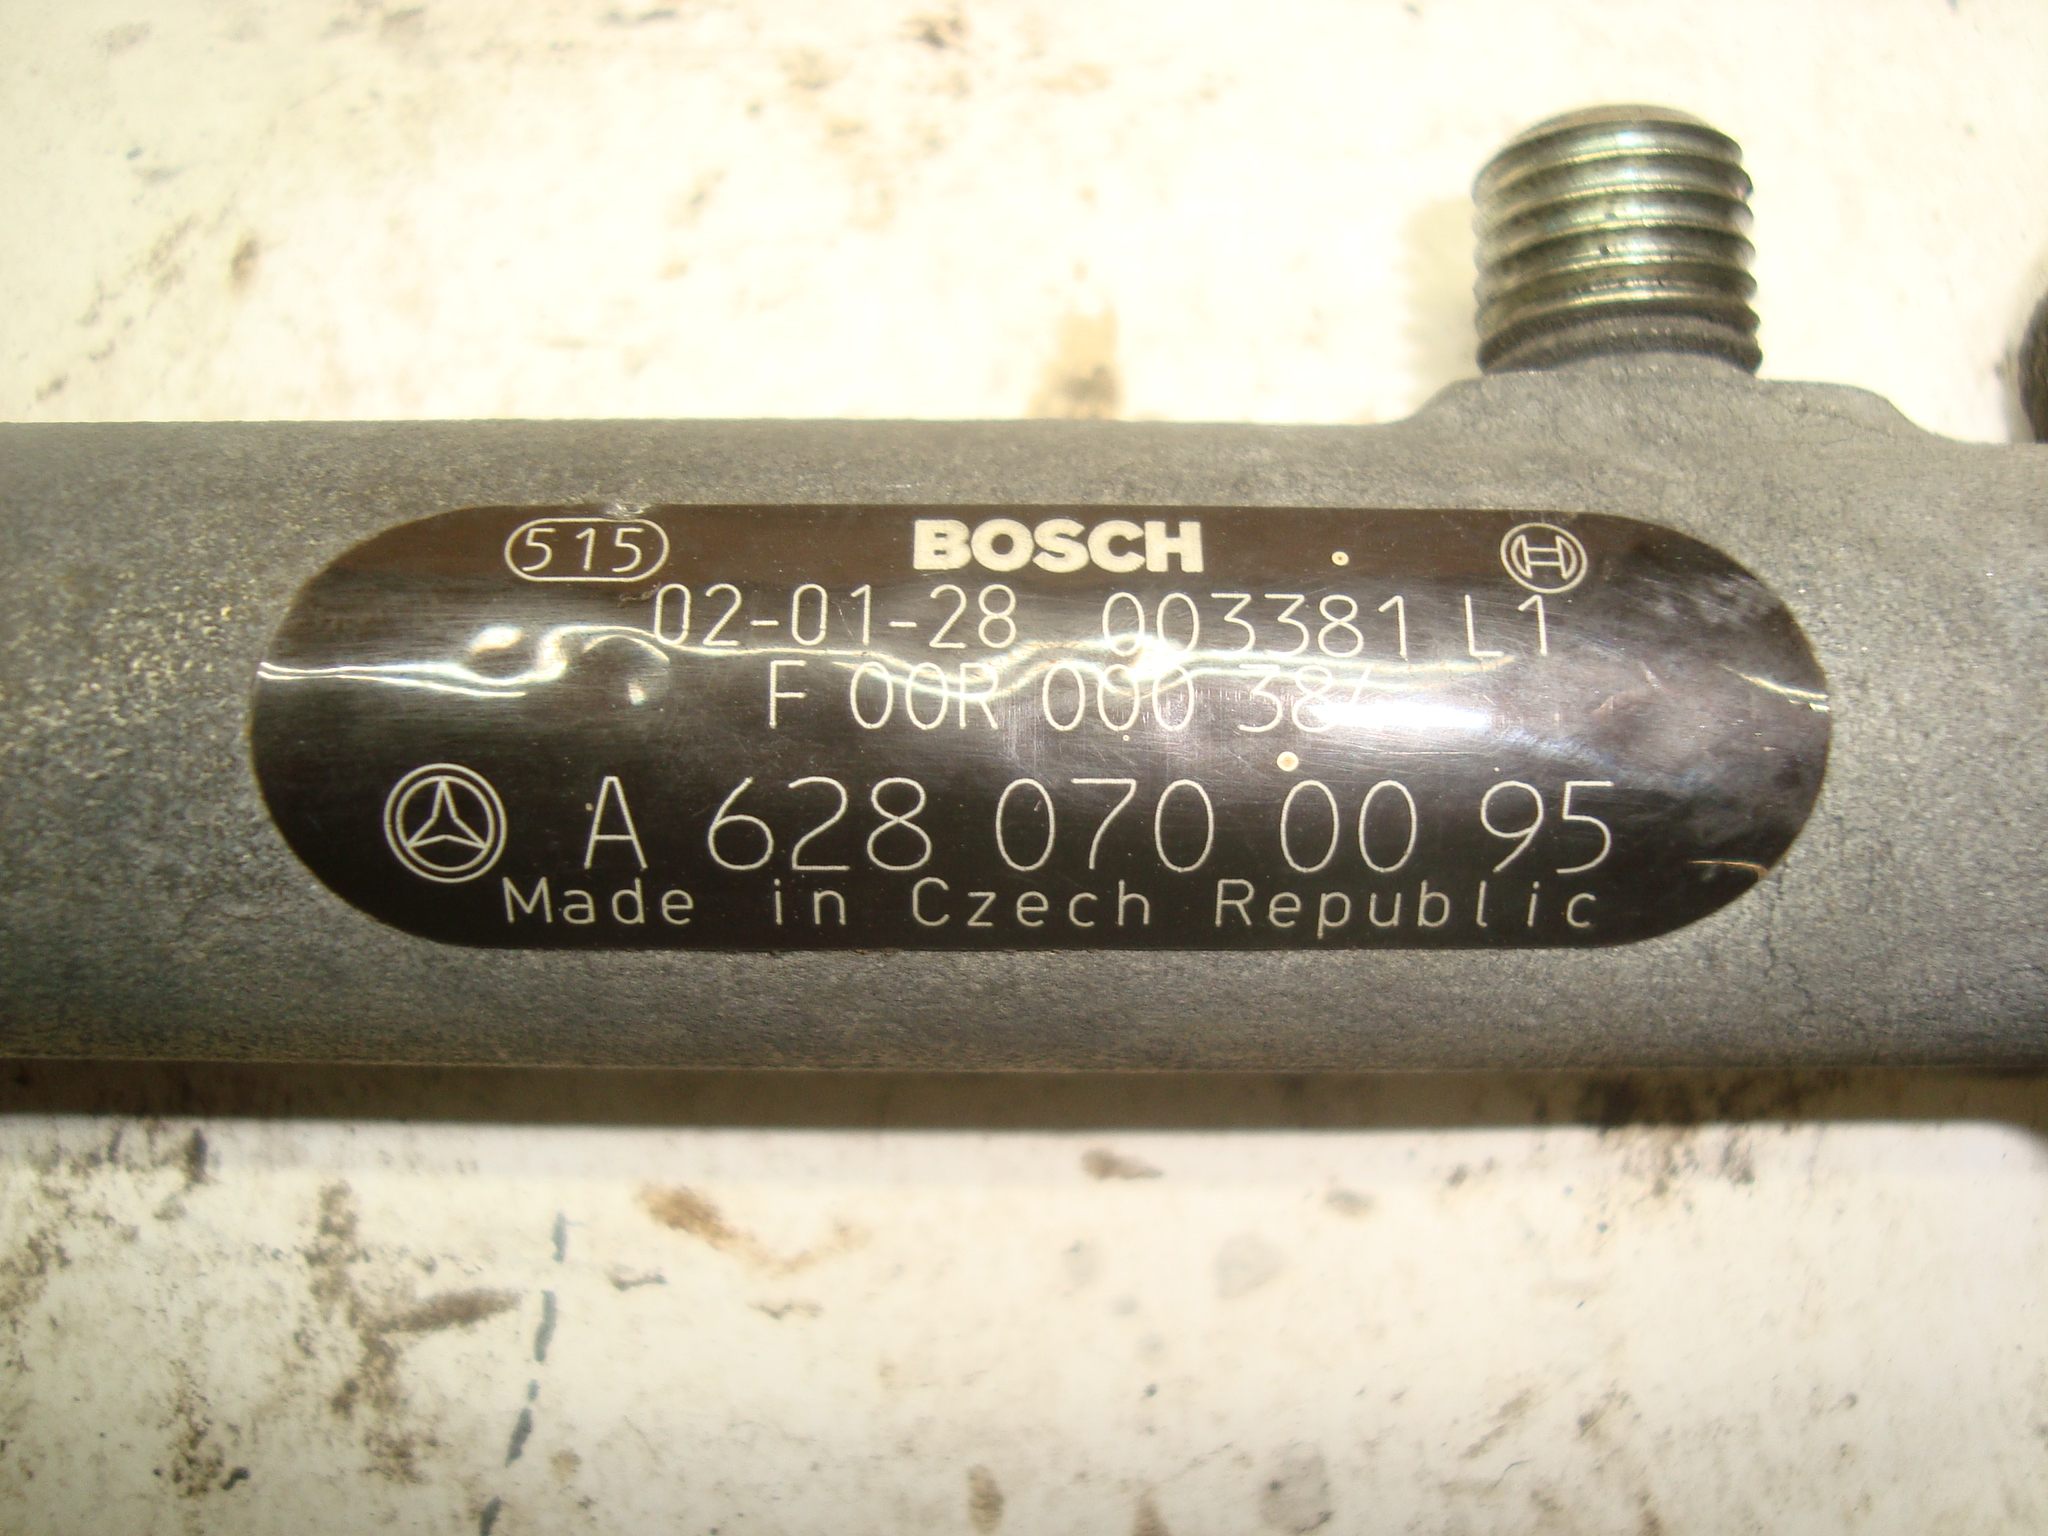 515 BOSCH
02-01-28 003381 L1
F 00R 000
A 628 070 00 95
Made in Czech Republic